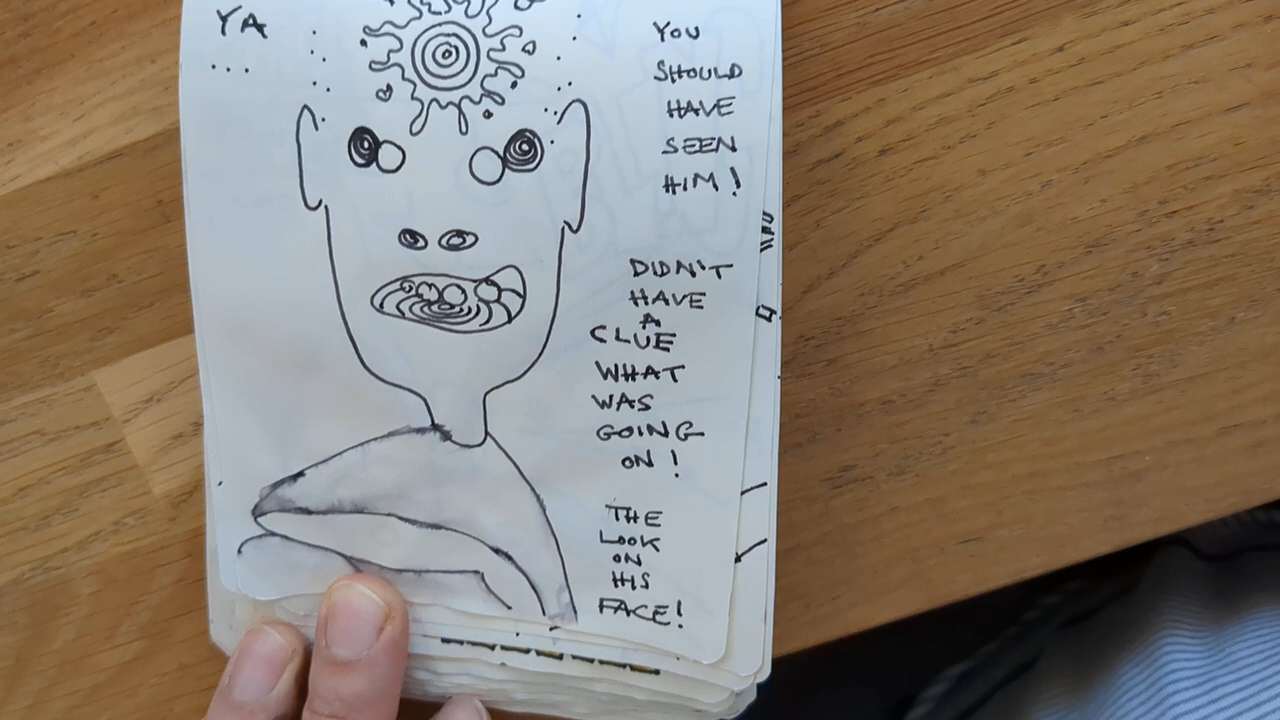 YA
...
YOU
SHOULD
HAVE
SEEN
HIM!
DIDN'T
HAVE
A
CLUE
WHAT
WAS
GOING
ON!
THE
LOOK
ON
HIS
FACE!